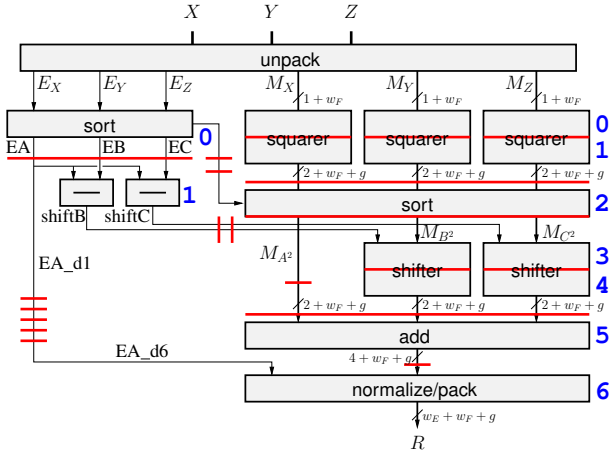 X Y Z
unpack
E_X E_Y E_Z M_X M_Y M_Z
1 + w_F 1 + w_F 1 + w_F
sort 0 squarer squarer squarer 0
1
EA EB EC
2 + w_F + g 2 + w_F + g 2 + w_F + g
1
sort 2
shiftB shiftC
M_{A^2} M_{B^2} M_{C^2}
shifter shifter 3
4
EA_d1
2 + w_F + g 2 + w_F + g 2 + w_F + g
add 5
EA_d6 4 + w_F + g
normalize/pack 6
w_E + w_F + g
R